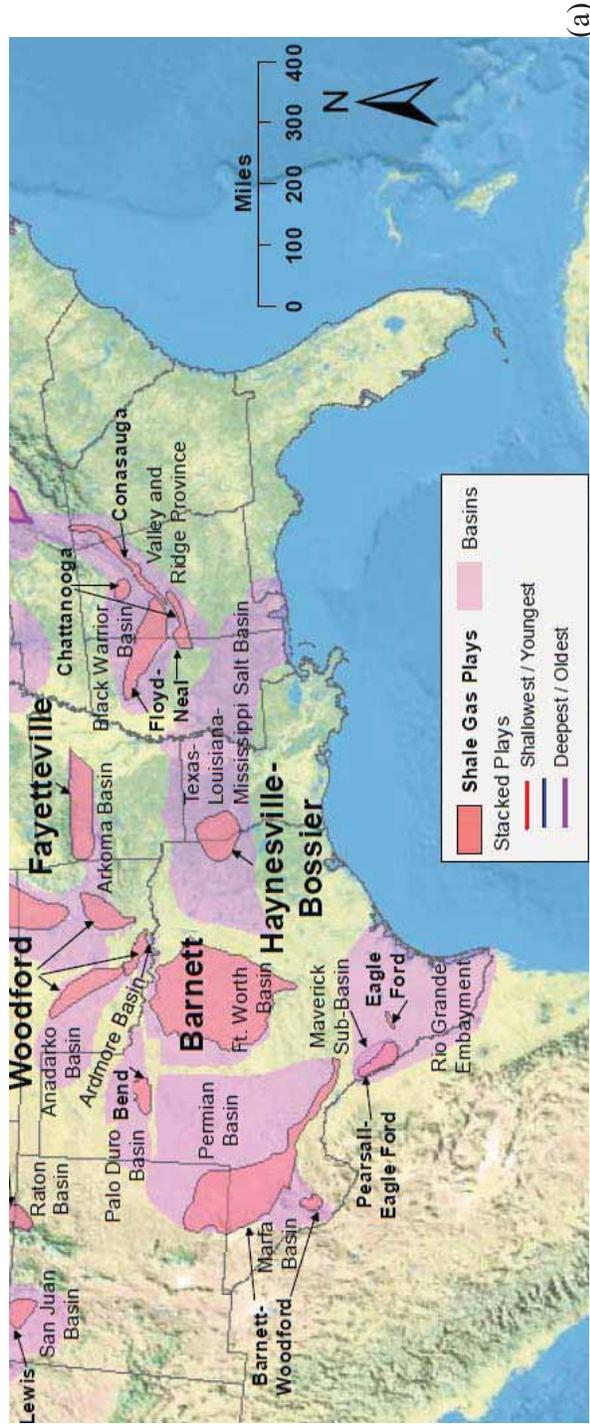 Lewis
San Juan
Basin
Raton
Basin
Anadarko
Basin
Palo Duro
Basin
Bend
Ardmore Basin
Woodford
Arkoma Basin
Fayetteville
Black Warrior
Basin
Floyd-
Neal
Chattanooga
Conasauga
Valley and
Ridge Province
Barnett
Ft. Worth
Basin
Permian
Basin
Marfa
Basin
Barnett-
Woodford
Pearsall-
Eagle Ford
Maverick
Sub-Basin
Eagle
Ford
Rio Grande
Embayment
Haynesville-
Bossier
Texas-
Louisiana-
Mississippi Salt Basin
Miles
0 100 200 300 400
N
Shale Gas Plays
Basins
Stacked Plays
Shallowest / Youngest
Deepest / Oldest
(a)